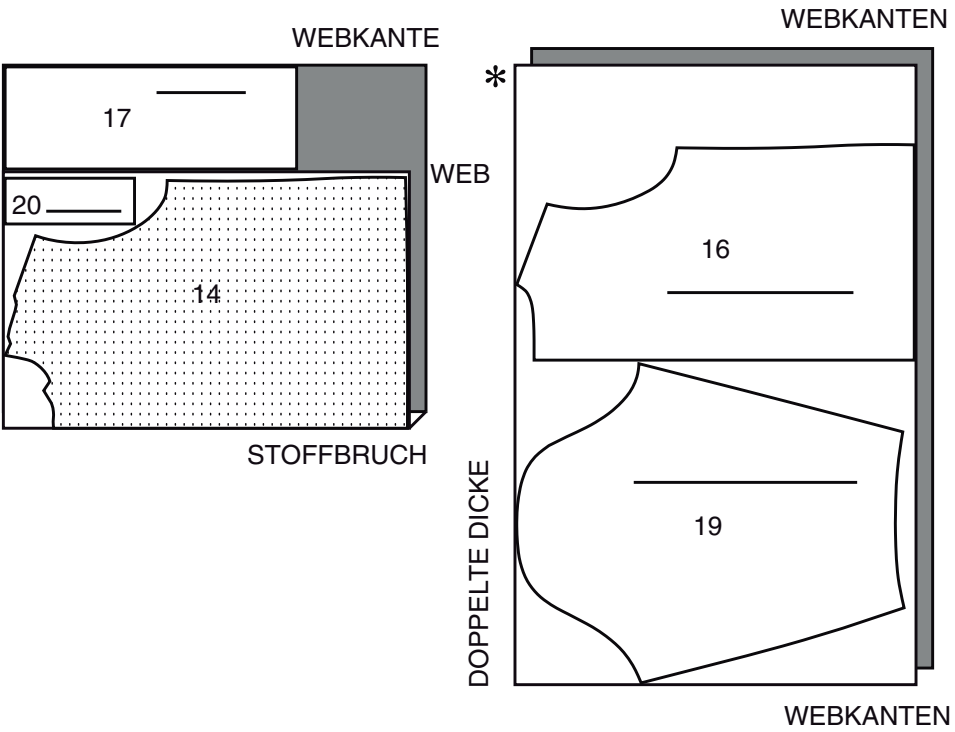 WEBKANTE
17
WEB
20
14
STOFFBRUCH
WEBKANTEN
*
16
19
DOPPELTE DICKE
WEBKANTEN